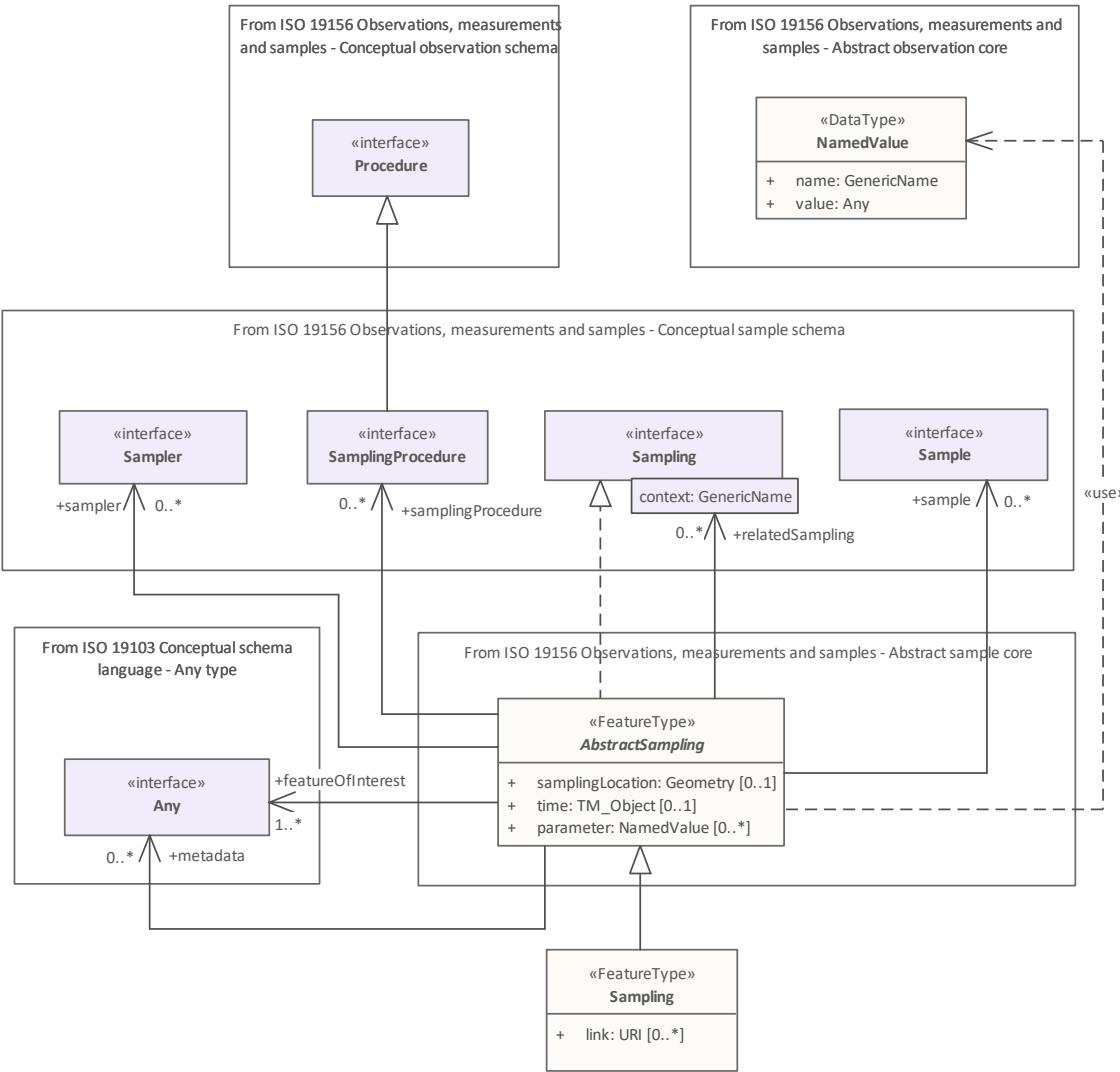 From ISO 19156 Observations, measurements
and samples - Conceptual observation schema
«interface»
Procedure
From ISO 19156 Observations, measurements and
samples - Abstract observation core
«DataType»
NamedValue
+ name: GenericName
+ value: Any
From ISO 19156 Observations, measurements and samples - Conceptual sample schema
«interface»
Sampler
«interface»
SamplingProcedure
«interface»
Sampling
context: GenericName
«interface»
Sample
+sampler
0..*
0..*
+samplingProcedure
0..*
+relatedSampling
+sample
0..*
«use»
From ISO 19103 Conceptual schema
language - Any type
«interface»
Any
+featureOfInterest
1..*
0..*
+metadata
From ISO 19156 Observations, measurements and samples - Abstract sample core
«FeatureType»
AbstractSampling
+ samplingLocation: Geometry [0..1]
+ time: TM_Object [0..1]
+ parameter: NamedValue [0..*]
«FeatureType»
Sampling
+ link: URI [0..*]